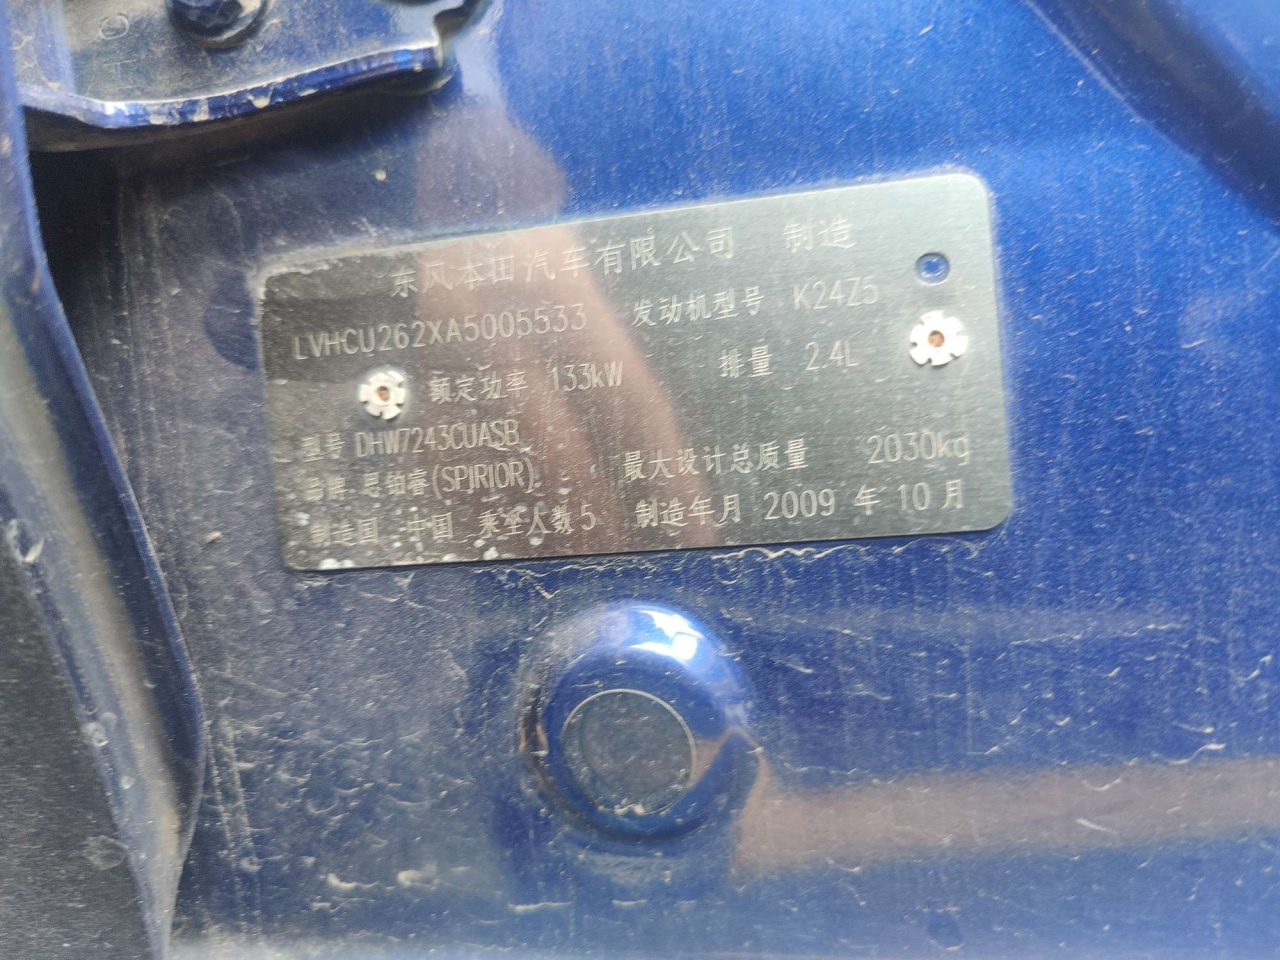 东风本田汽车有限公司 制造
LVHCU262XA5005533 发动机型号 K24Z5
额定功率 133kW 排量 2.4L
型号 DHW7243CUASB
品牌 思铂睿(SPIRIOR) 最大设计总质量 2030kg
制造国 中国 乘坐人数 5 制造年月 2009 年 10 月